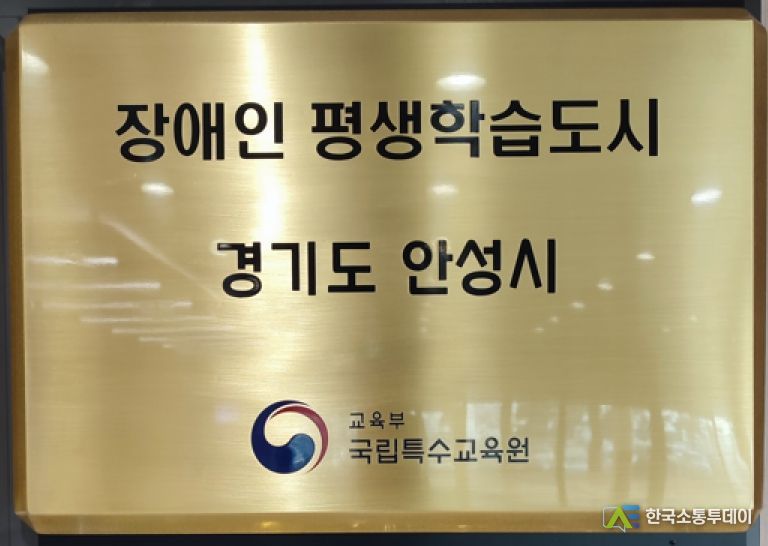 장애인 평생학습도시
경기도 안성시
교육부
국립특수교육원
한국소통투데이